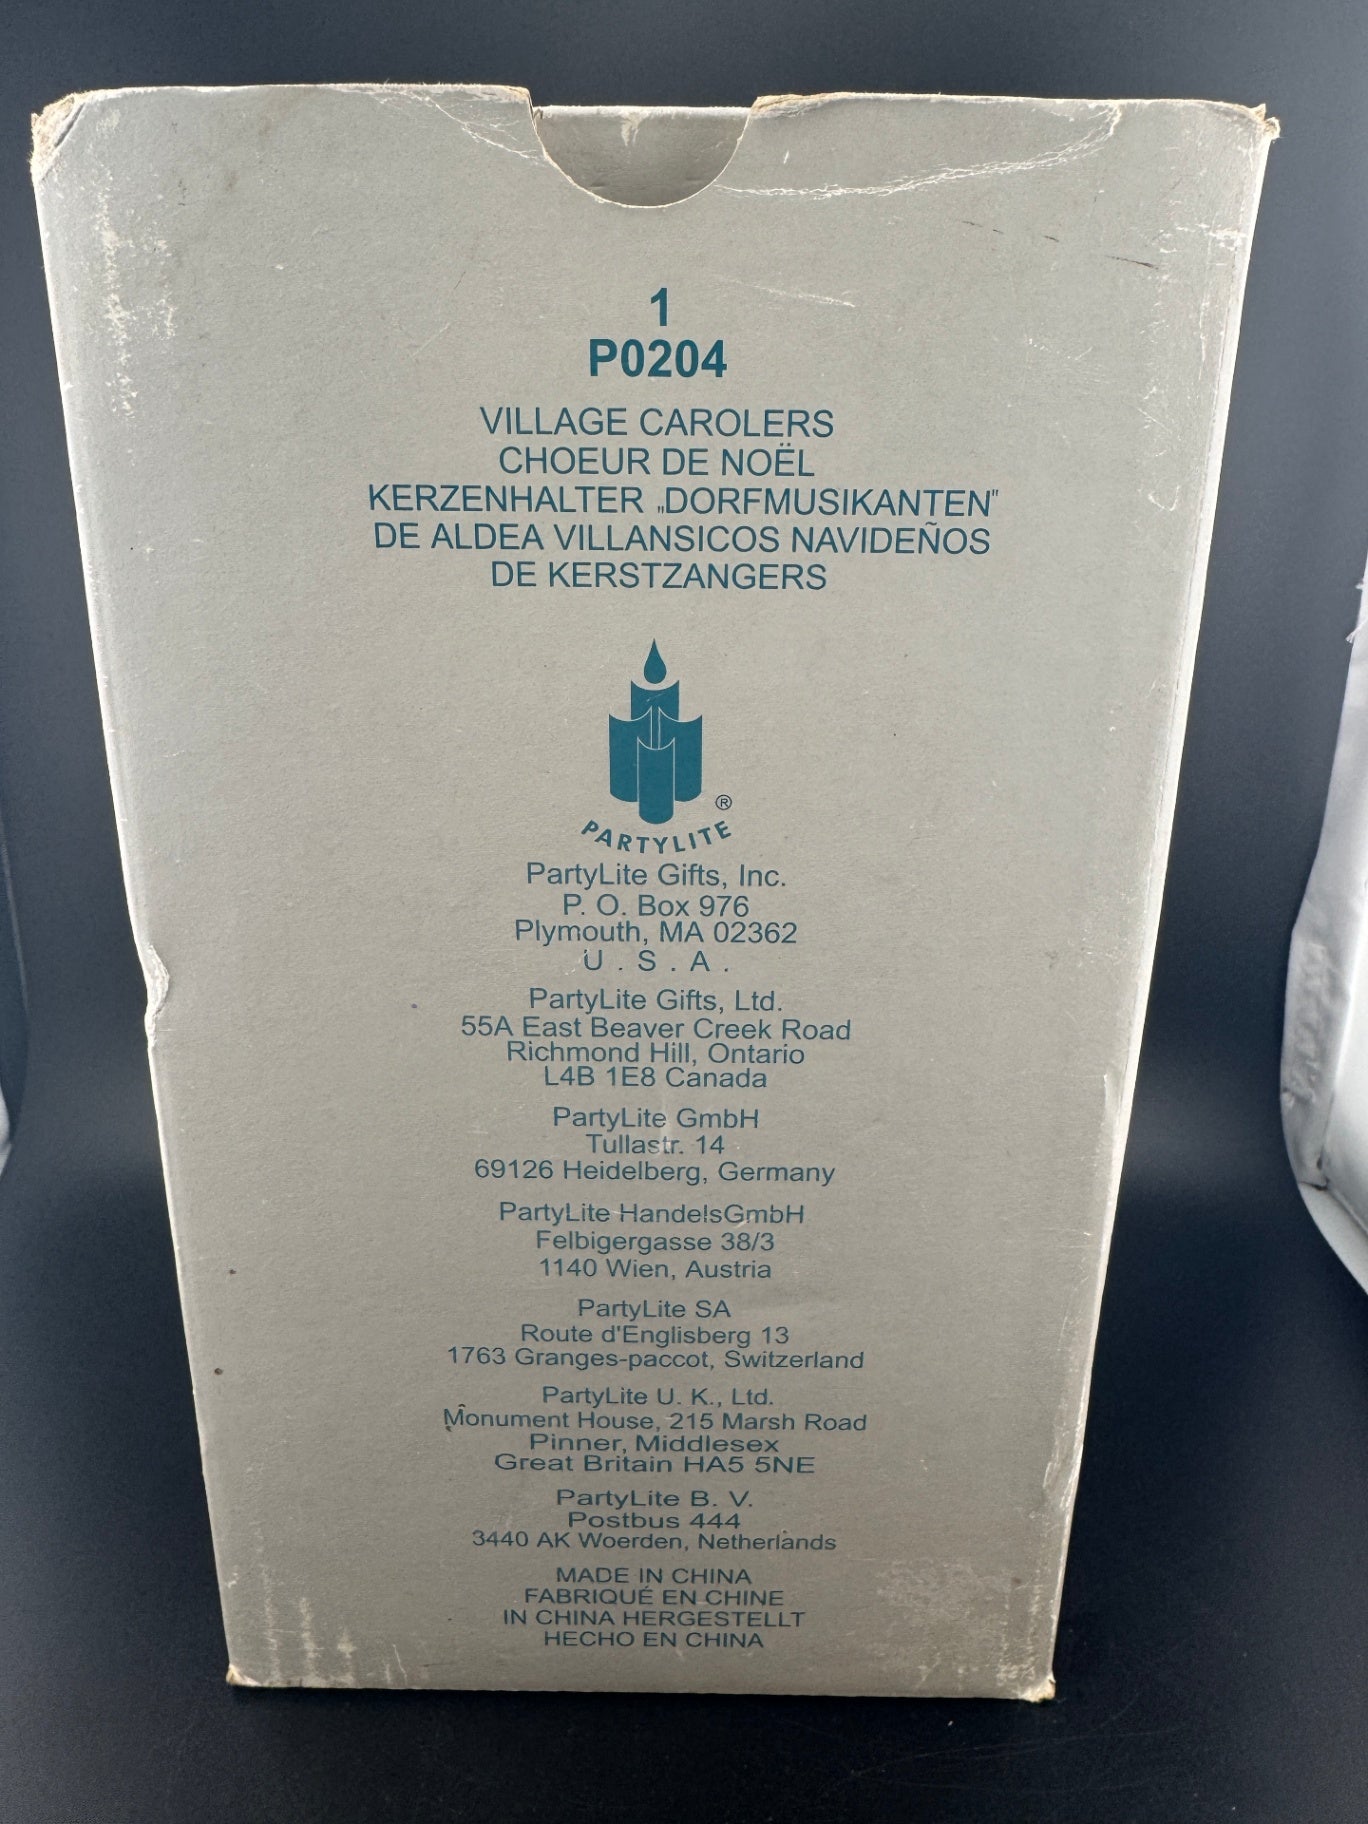 1
P0204
VILLAGE CAROLERS
CHOEUR DE NOËL
KERZENHALTER „DORFMUSIKANTEN"
DE ALDEA VILLANSICOS NAVIDEÑOS
DE KERSTZANGERS
®
PARTYLITE
PartyLite Gifts, Inc.
P. O. Box 976
Plymouth, MA 02362
U . S . A .
PartyLite Gifts, Ltd.
55A East Beaver Creek Road
Richmond Hill, Ontario
L4B 1E8 Canada
PartyLite GmbH
Tullastr. 14
69126 Heidelberg, Germany
PartyLite HandelsGmbH
Felbigergasse 38/3
1140 Wien, Austria
PartyLite SA
Route d'Englisberg 13
1763 Granges-paccot, Switzerland
PartyLite U. K., Ltd.
Monument House, 215 Marsh Road
Pinner, Middlesex
Great Britain HA5 5NE
PartyLite B. V.
Postbus 444
3440 AK Woerden, Netherlands
MADE IN CHINA
FABRIQUÉ EN CHINE
IN CHINA HERGESTELLT
HECHO EN CHINA